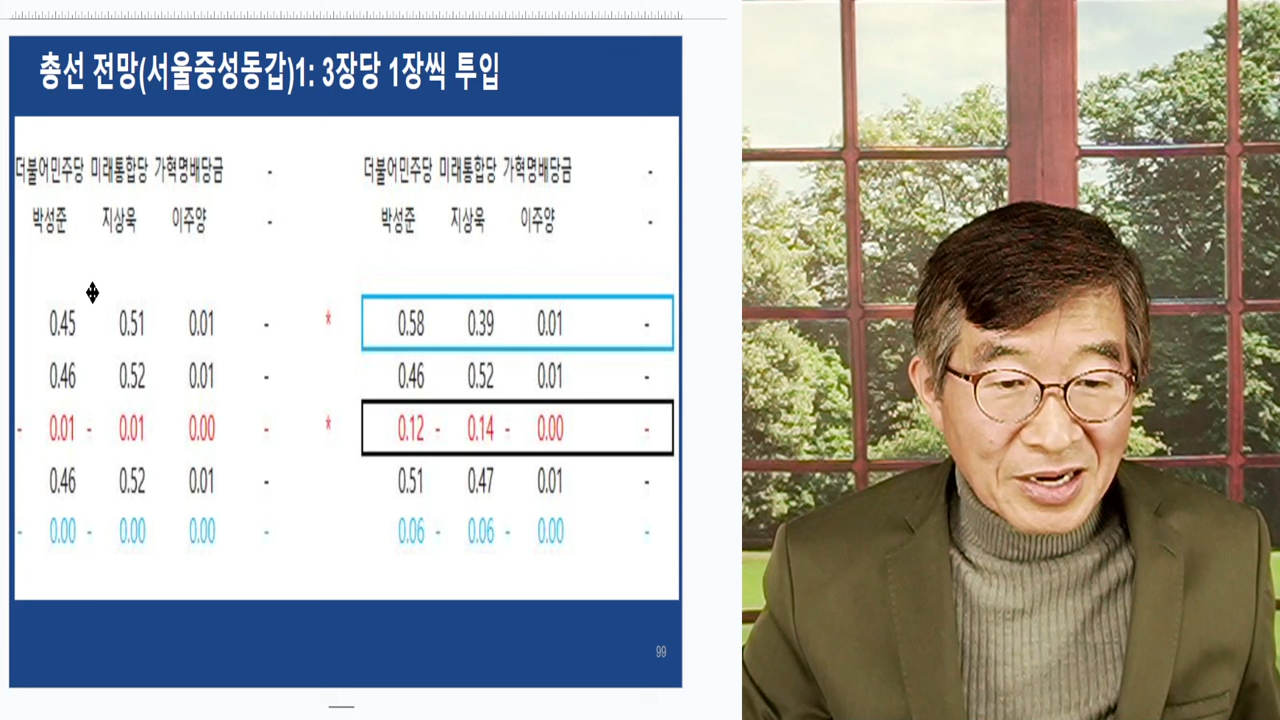 총선 전망(서울중성동갑)1: 3장당 1장씩 투입
더불어민주당 미래통합당 가혁명배당금 - 더불어민주당 미래통합당 가혁명배당금 -
박성준 지상욱 이주양 - 박성준 지상욱 이주양 -
0.45 0.51 0.01 - * 0.58 0.39 0.01 -
0.46 0.52 0.01 - 0.46 0.52 0.01 -
- 0.01 - 0.01 0.00 - * 0.12 - 0.14 - 0.00 -
0.46 0.52 0.01 - 0.51 0.47 0.01 -
- 0.00 - 0.00 0.00 - 0.06 - 0.06 - 0.00 -
99